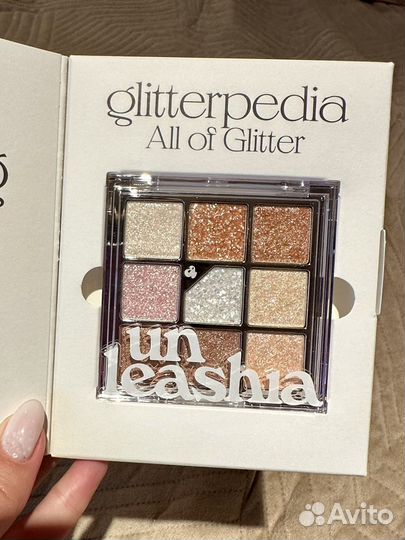 glitterpedia
All of Glitter
un
leashia
Avito